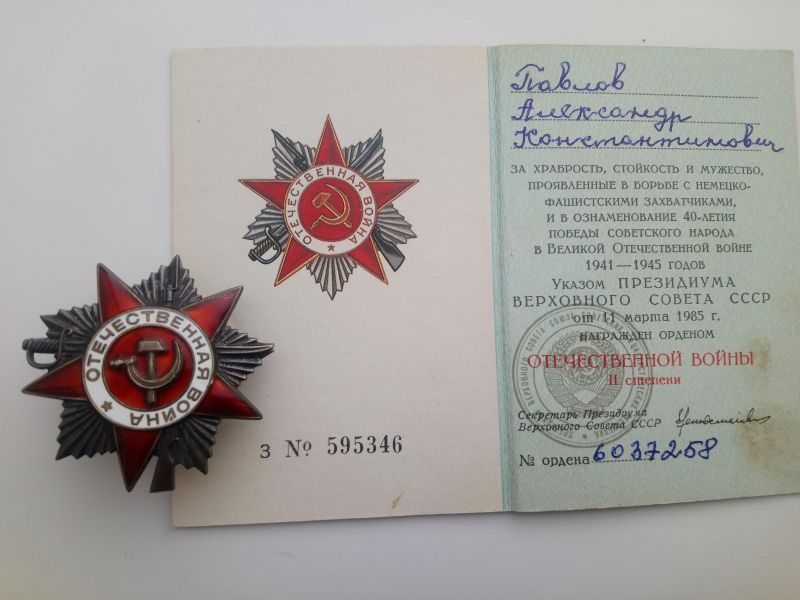 ОТЕЧЕСТВЕННАЯ ВОЙНА
ОТЕЧЕСТВЕННАЯ ВОЙНА
З № 595346
Павлов
Александр
Константинович
ЗА ХРАБРОСТЬ, СТОЙКОСТЬ И МУЖЕСТВО,
ПРОЯВЛЕННЫЕ В БОРЬБЕ С НЕМЕЦКО-
ФАШИСТСКИМИ ЗАХВАТЧИКАМИ,
И В ОЗНАМЕНОВАНИЕ 40-ЛЕТИЯ
ПОБЕДЫ СОВЕТСКОГО НАРОДА
В ВЕЛИКОЙ ОТЕЧЕСТВЕННОЙ ВОЙНЕ
1941—1945 ГОДОВ
УКАЗОМ ПРЕЗИДИУМА
ВЕРХОВНОГО СОВЕТА СССР
от 11 марта 1985 г.
НАГРАЖДЕН ОРДЕНОМ
ОТЕЧЕСТВЕННОЙ ВОЙНЫ
II степени
Секретарь Президиума
Верховного Совета СССР
№ ордена 6037258